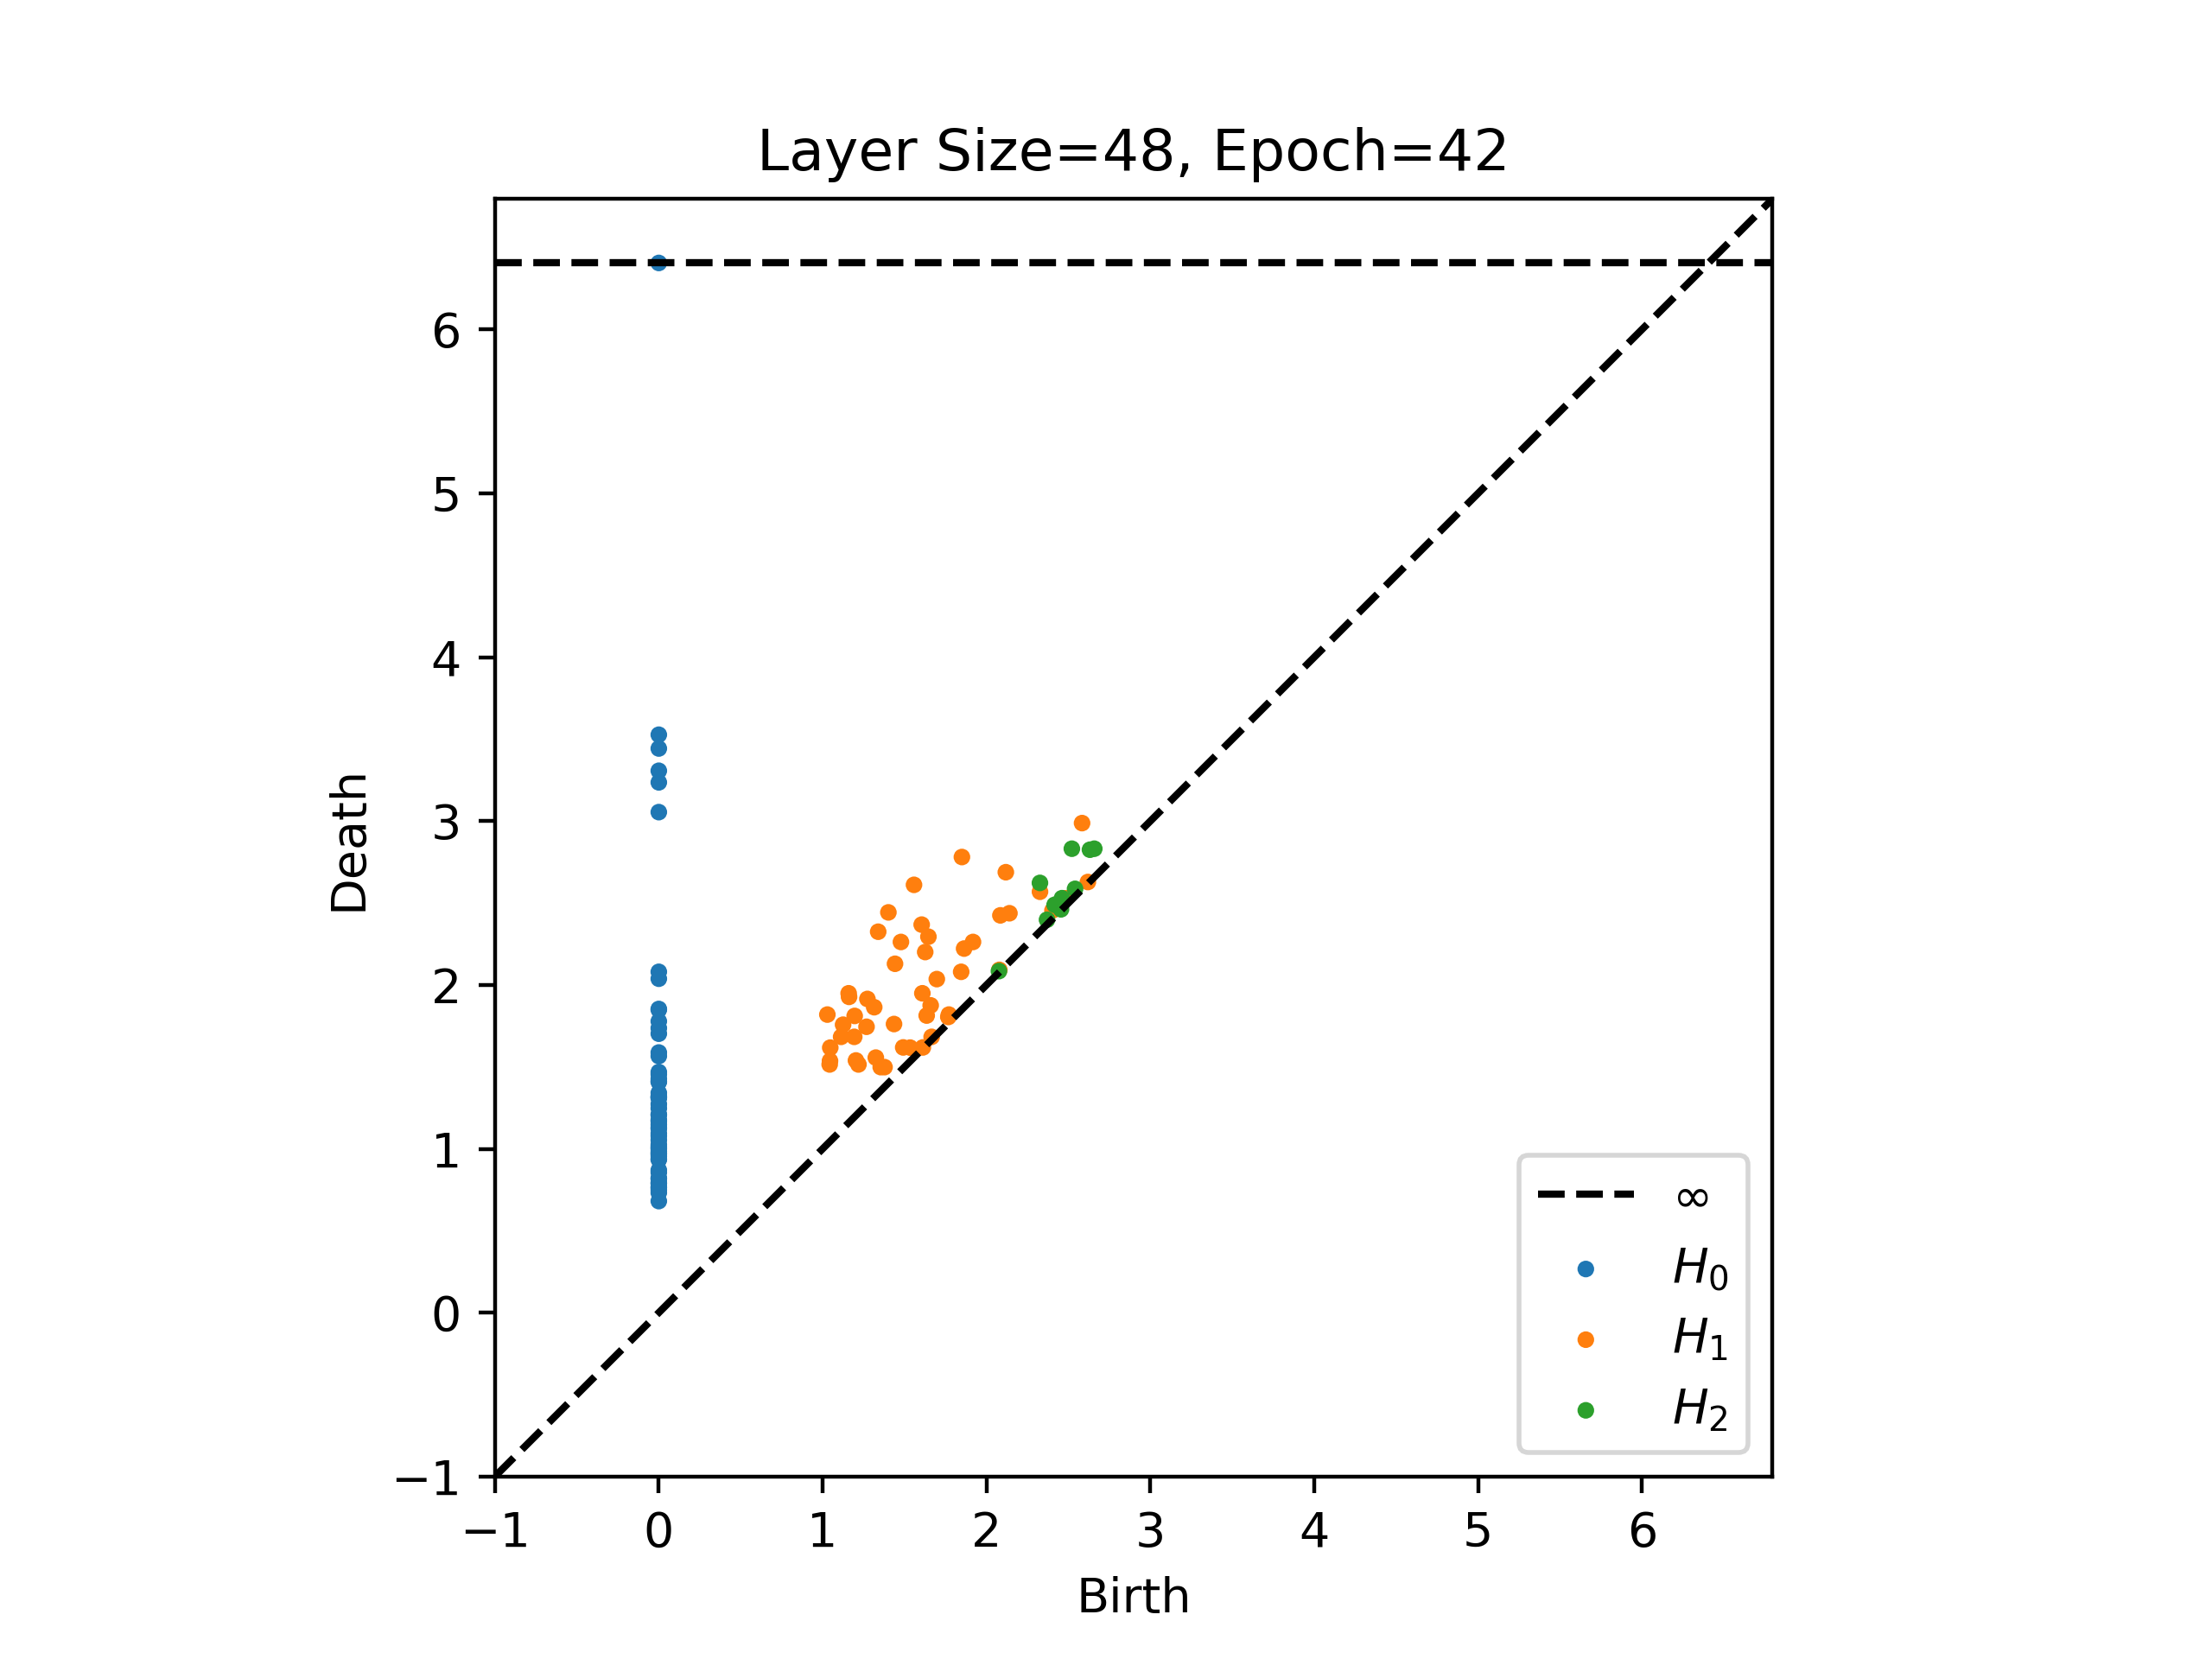 Layer Size=48, Epoch=42
Death
6
5
4
3
2
1
0
−1
−1 0 1 2 3 4 5 6
Birth
∞
H₀
H₁
H₂